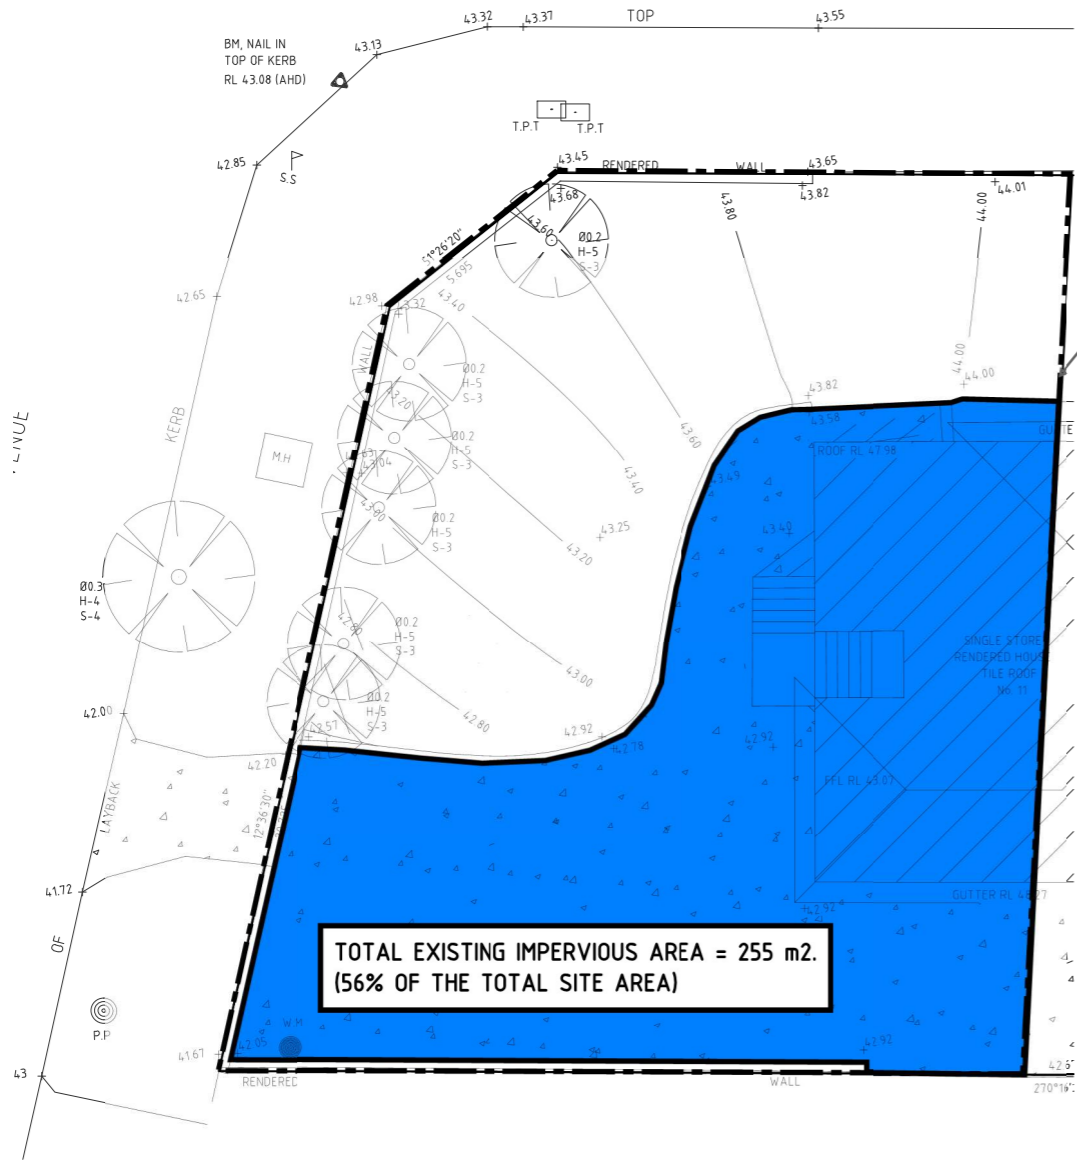 43.32
43.37
TOP
43.55
43.13
BM, NAIL IN
TOP OF KERB
RL 43.08 (AHD)
T.P.T
T.P.T
42.85
S.S
43.45
RENDERED
WALL
43.65
43.68
43.82
44.01
43.80
44.00
43.60
Ø0.2
H-5
S-3
51°26'20"
5.695
42.65
42.98
43.32
43.40
WALL
44.00
Ø0.2
H-5
S-3
43.82
44.00
43.20
43.58
KERB
43.60
Ø0.2
H-5
S-3
ROOF RL 47.98
M.H
43.04
43.40
43.49
Ø0.2
H-5
S-3
43.25
43.40
43.20
Ø0.3
H-4
S-4
42.80
Ø0.2
H-5
S-3
SINGLE STORE
RENDERED HOUSE
TILE ROOF
No. 11
43.00
Ø0.2
H-5
S-3
42.80
42.00
42.57
42.92
42.78
42.92
42.20
FFL RL 43.07
LAYBACK
12°36'30"
41.72
42.92
OF
TOTAL EXISTING IMPERVIOUS AREA = 255 m2.
(56% OF THE TOTAL SITE AREA)
P.P
W.M
41.67
42.05
42.92
43
RENDERED
WALL